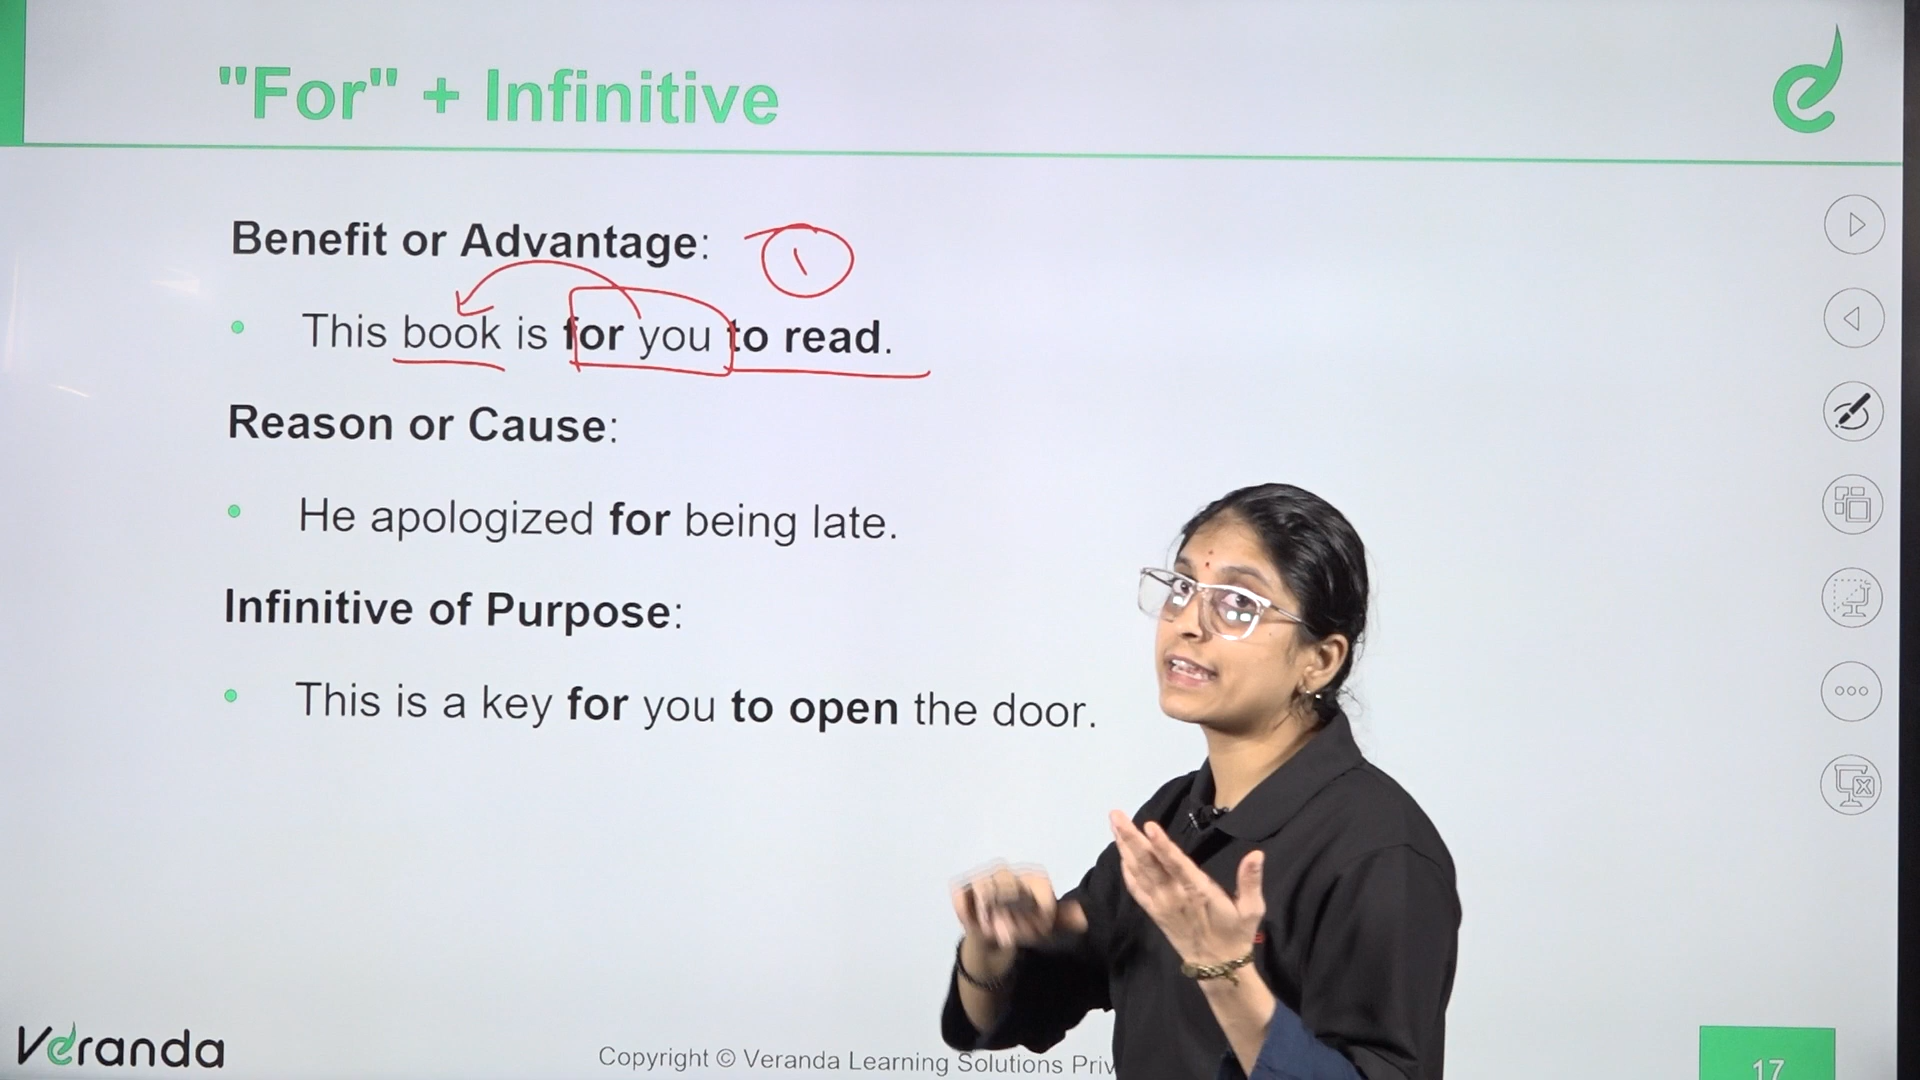 "For" + Infinitive
Benefit or Advantage: 1
• This book is for you to read.
Reason or Cause:
• He apologized for being late.
Infinitive of Purpose:
• This is a key for you to open the door.
Veranda
Copyright © Veranda Learning Solutions Priv
17